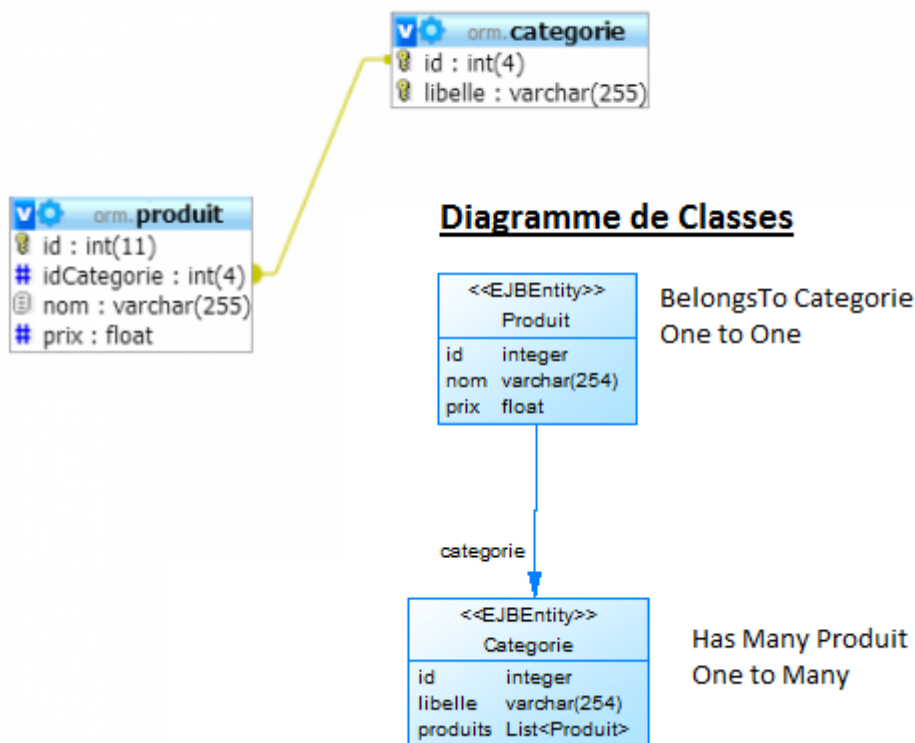 orm.categorie
id : int(4)
libelle : varchar(255)
orm.produit
id : int(11)
# idCategorie : int(4)
nom : varchar(255)
# prix : float
Diagramme de Classes
<<EJBEntity>>
Produit
id integer
nom varchar(254)
prix float
BelongsTo Categorie
One to One
categorie
<<EJBEntity>>
Categorie
id integer
libelle varchar(254)
produits List<Produit>
Has Many Produit
One to Many